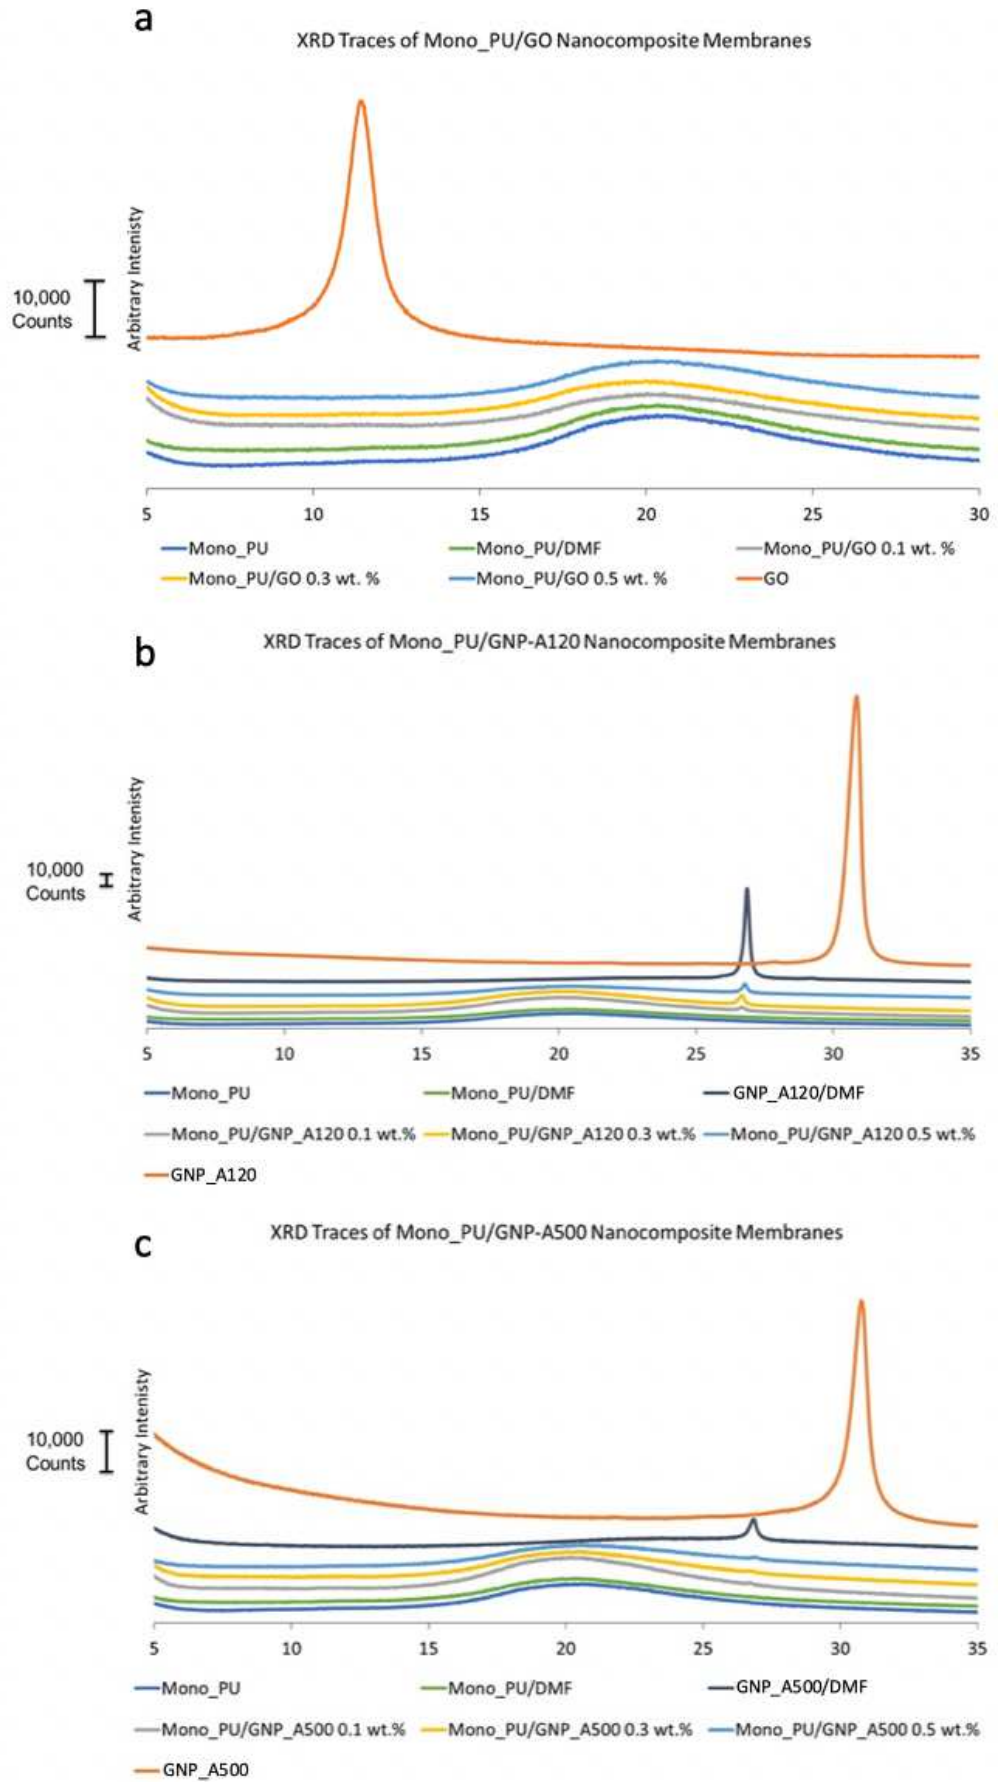 a
XRD Traces of Mono_PU/GO Nanocomposite Membranes
Arbitrary Intenisty
10,000
Counts
5 10 15 20 25 30
Mono_PU Mono_PU/DMF Mono_PU/GO 0.1 wt. %
Mono_PU/GO 0.3 wt. % Mono_PU/GO 0.5 wt. % GO
b
XRD Traces of Mono_PU/GNP-A120 Nanocomposite Membranes
Arbitrary Intenisty
10,000
Counts
5 10 15 20 25 30 35
Mono_PU Mono_PU/DMF GNP_A120/DMF
Mono_PU/GNP_A120 0.1 wt.% Mono_PU/GNP_A120 0.3 wt.% Mono_PU/GNP_A120 0.5 wt.%
GNP_A120
c
XRD Traces of Mono_PU/GNP-A500 Nanocomposite Membranes
Arbitrary Intenisty
10,000
Counts
5 10 15 20 25 30 35
Mono_PU Mono_PU/DMF GNP_A500/DMF
Mono_PU/GNP_A500 0.1 wt.% Mono_PU/GNP_A500 0.3 wt.% Mono_PU/GNP_A500 0.5 wt.%
GNP_A500